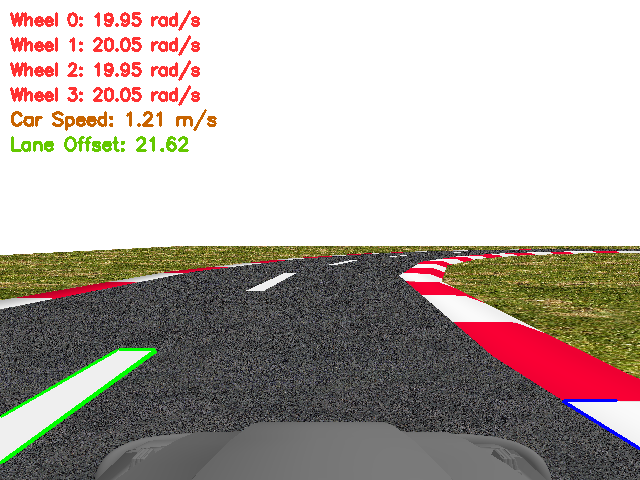 Wheel 0: 19.95 rad/s
Wheel 1: 20.05 rad/s
Wheel 2: 19.95 rad/s
Wheel 3: 20.05 rad/s
Car Speed: 1.21 m/s
Lane Offset: 21.62